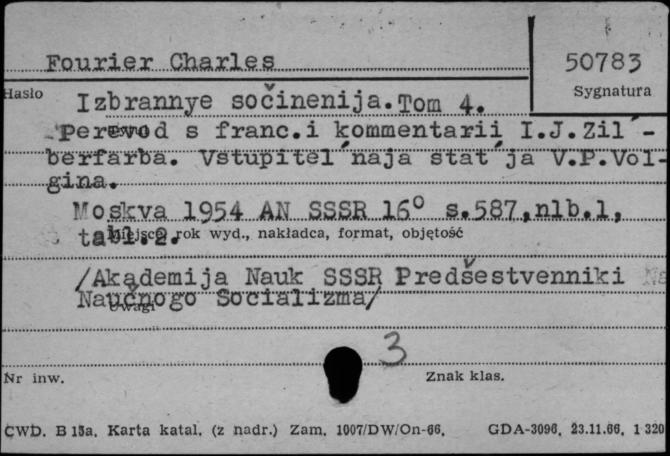 Fourier Charles
50783
Hasło
Sygnatura
Izbrannye sočinenija.Tom 4.
Perevod s franc.i kommentarii I.J.Zil´-
berfarba. Vstupitel´naja stat´ja V.P.Vol-
gina.
Moskva 1954 AN SSSR 16° s.587,nlb.1,
tabl.2.
Miejsce, rok wyd., nakładca, format, objętość
/Akademija Nauk SSSR Predšestvenniki
Naučnogo Socializma/
Uwagi
3
Nr inw.
Znak klas.
CWD. B 15a. Karta katal. (z nadr.) Zam. 1007/DW/On-66. GDA-3096, 23.11.66, 1 320